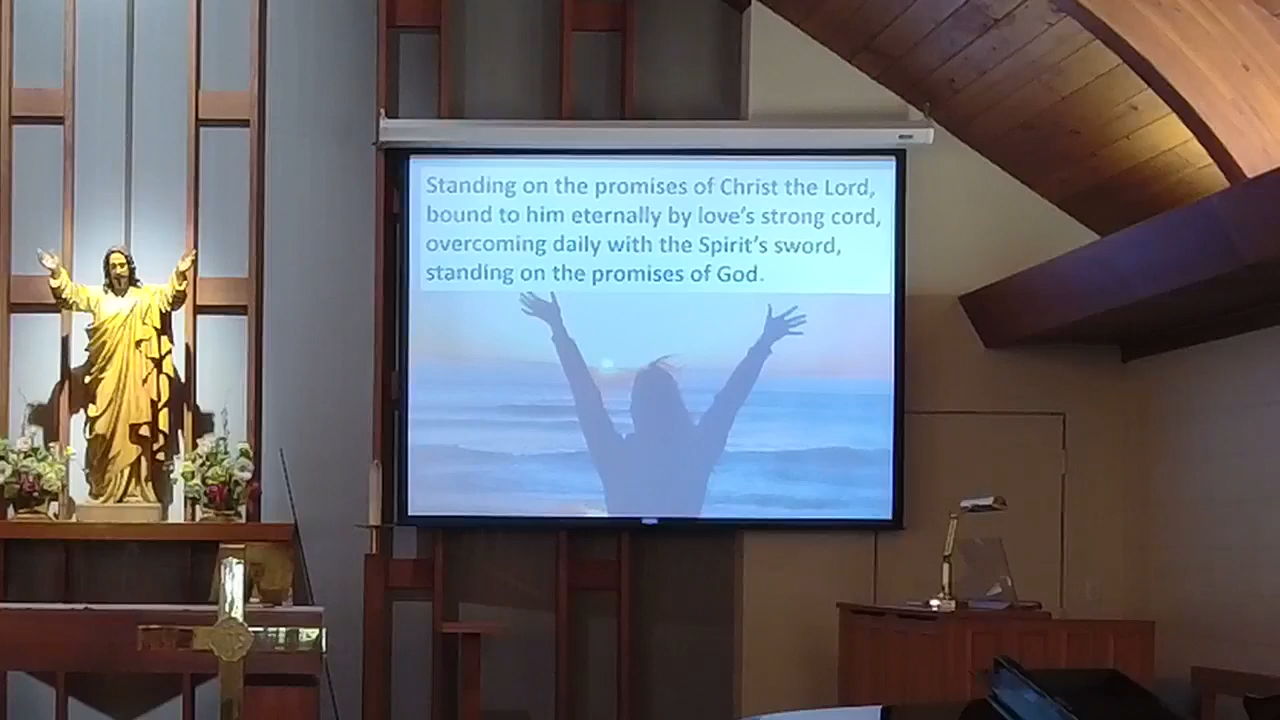 Standing on the promises of Christ the Lord,
bound to him eternally by love's strong cord,
overcoming daily with the Spirit's sword,
standing on the promises of God.